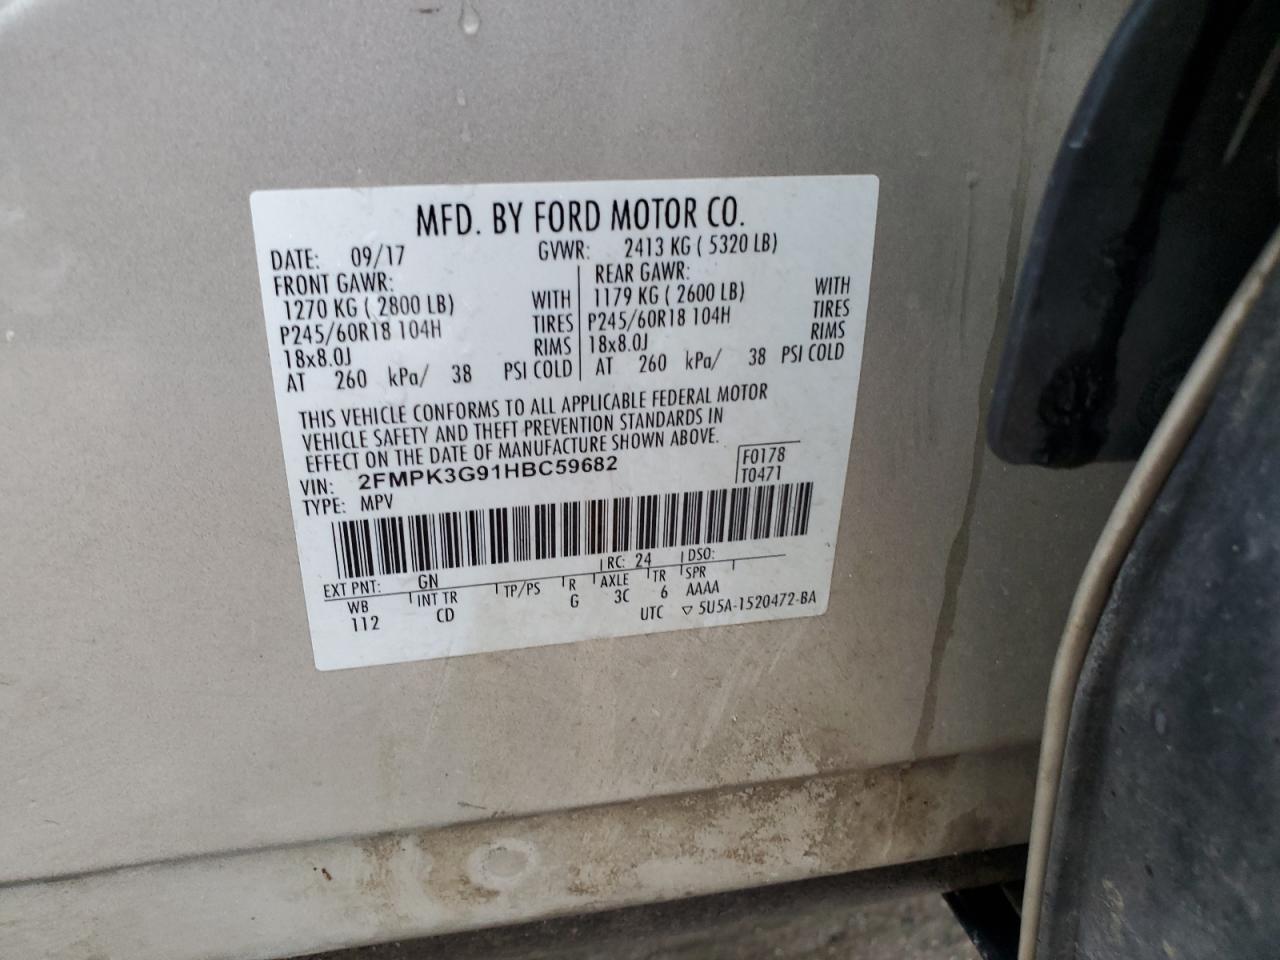 MFD. BY FORD MOTOR CO.
DATE: 09/17 GVWR: 2413 KG ( 5320 LB)
FRONT GAWR: REAR GAWR:
1270 KG ( 2800 LB) WITH 1179 KG ( 2600 LB) WITH
P245/60R18 104H TIRES P245/60R18 104H TIRES
18x8.0J RIMS 18x8.0J RIMS
AT 260 kPa/ 38 PSI COLD AT 260 kPa/ 38 PSI COLD
THIS VEHICLE CONFORMS TO ALL APPLICABLE FEDERAL MOTOR
VEHICLE SAFETY AND THEFT PREVENTION STANDARDS IN
EFFECT ON THE DATE OF MANUFACTURE SHOWN ABOVE.
VIN: 2FMPK3G91HBC59682 F0178
TYPE: MPV T0471
EXT PNT: GN RC: 24 DSO:
WB INT TR TP/PS R AXLE TR SPR
112 CD G 3C 6 AAAA
UTC ▽ 5U5A-1520472-BA